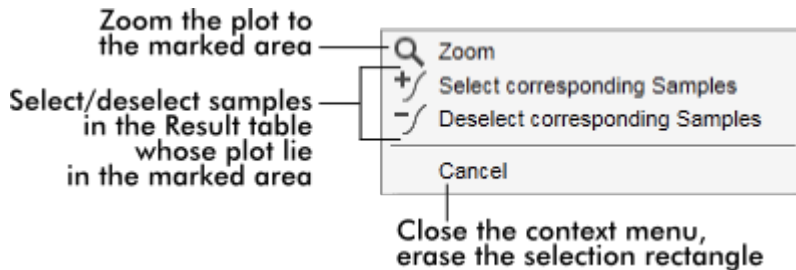 Zoom the plot to
the marked area
Zoom
Select corresponding Samples
Deselect corresponding Samples
Select/deselect samples
in the Result table
whose plot lie
in the marked area
Cancel
Close the context menu,
erase the selection rectangle